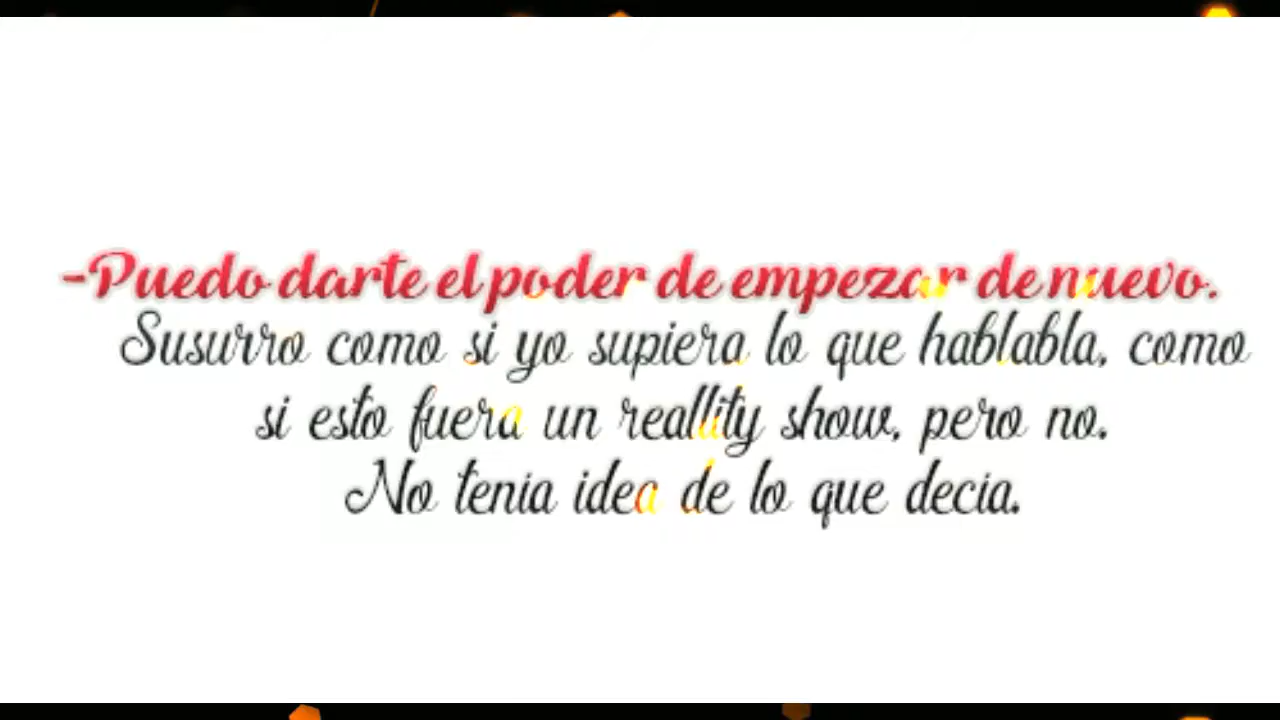 -Puedo darte el poder de empezar de nuevo.
Susurro como si yo supiera lo que hablabla, como
si esto fuera un reallity show, pero no.
No tenia idea de lo que decia.